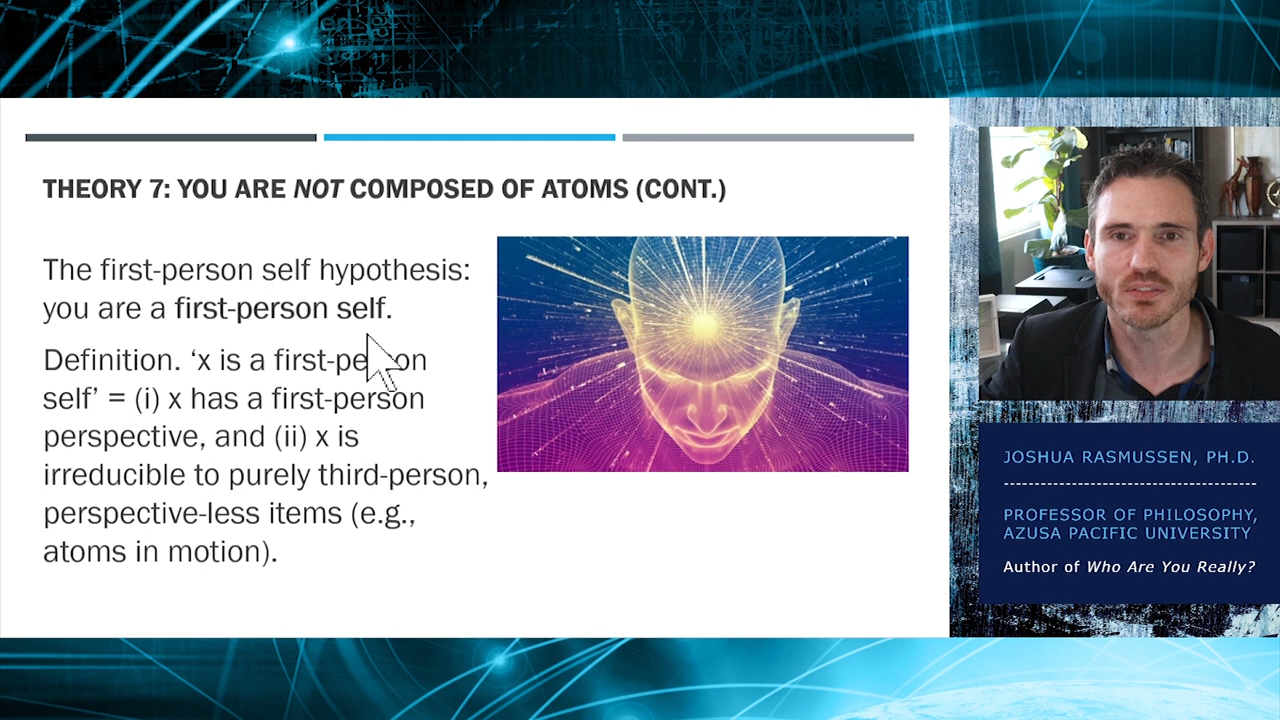 THEORY 7: YOU ARE NOT COMPOSED OF ATOMS (CONT.)
The first-person self hypothesis:
you are a first-person self.
Definition. ‘x is a first-person
self’ = (i) x has a first-person
perspective, and (ii) x is
irreducible to purely third-person,
perspective-less items (e.g.,
atoms in motion).
JOSHUA RASMUSSEN, PH.D.
----------------------------------------
PROFESSOR OF PHILOSOPHY,
AZUSA PACIFIC UNIVERSITY
Author of Who Are You Really?